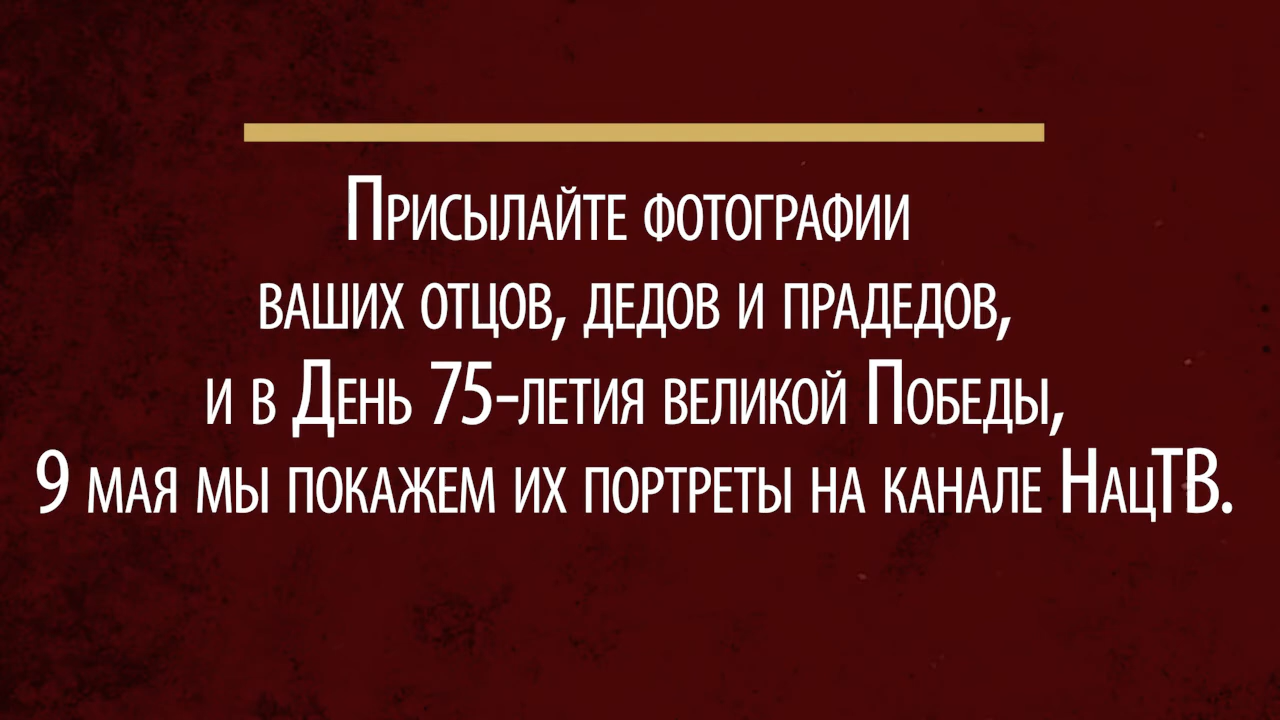 Присылайте фотографии
ваших отцов, дедов и прадедов,
и в День 75-летия великой Победы,
9 мая мы покажем их портреты на канале НацТВ.